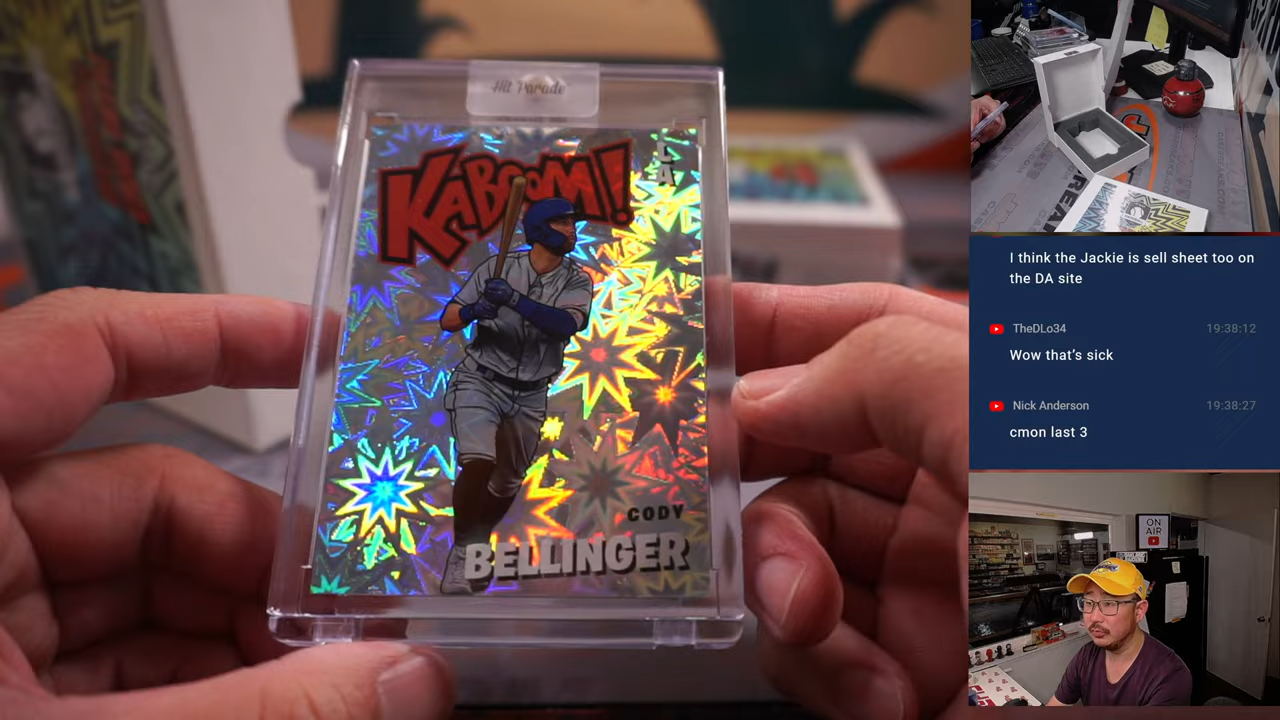 Hit Parade
KABOOM!
LA
CODY
BELLINGER
I think the Jackie is sell sheet too on
the DA site
TheDLo34 19:38:12
Wow that's sick
Nick Anderson 19:38:27
cmon last 3
ON
AIR